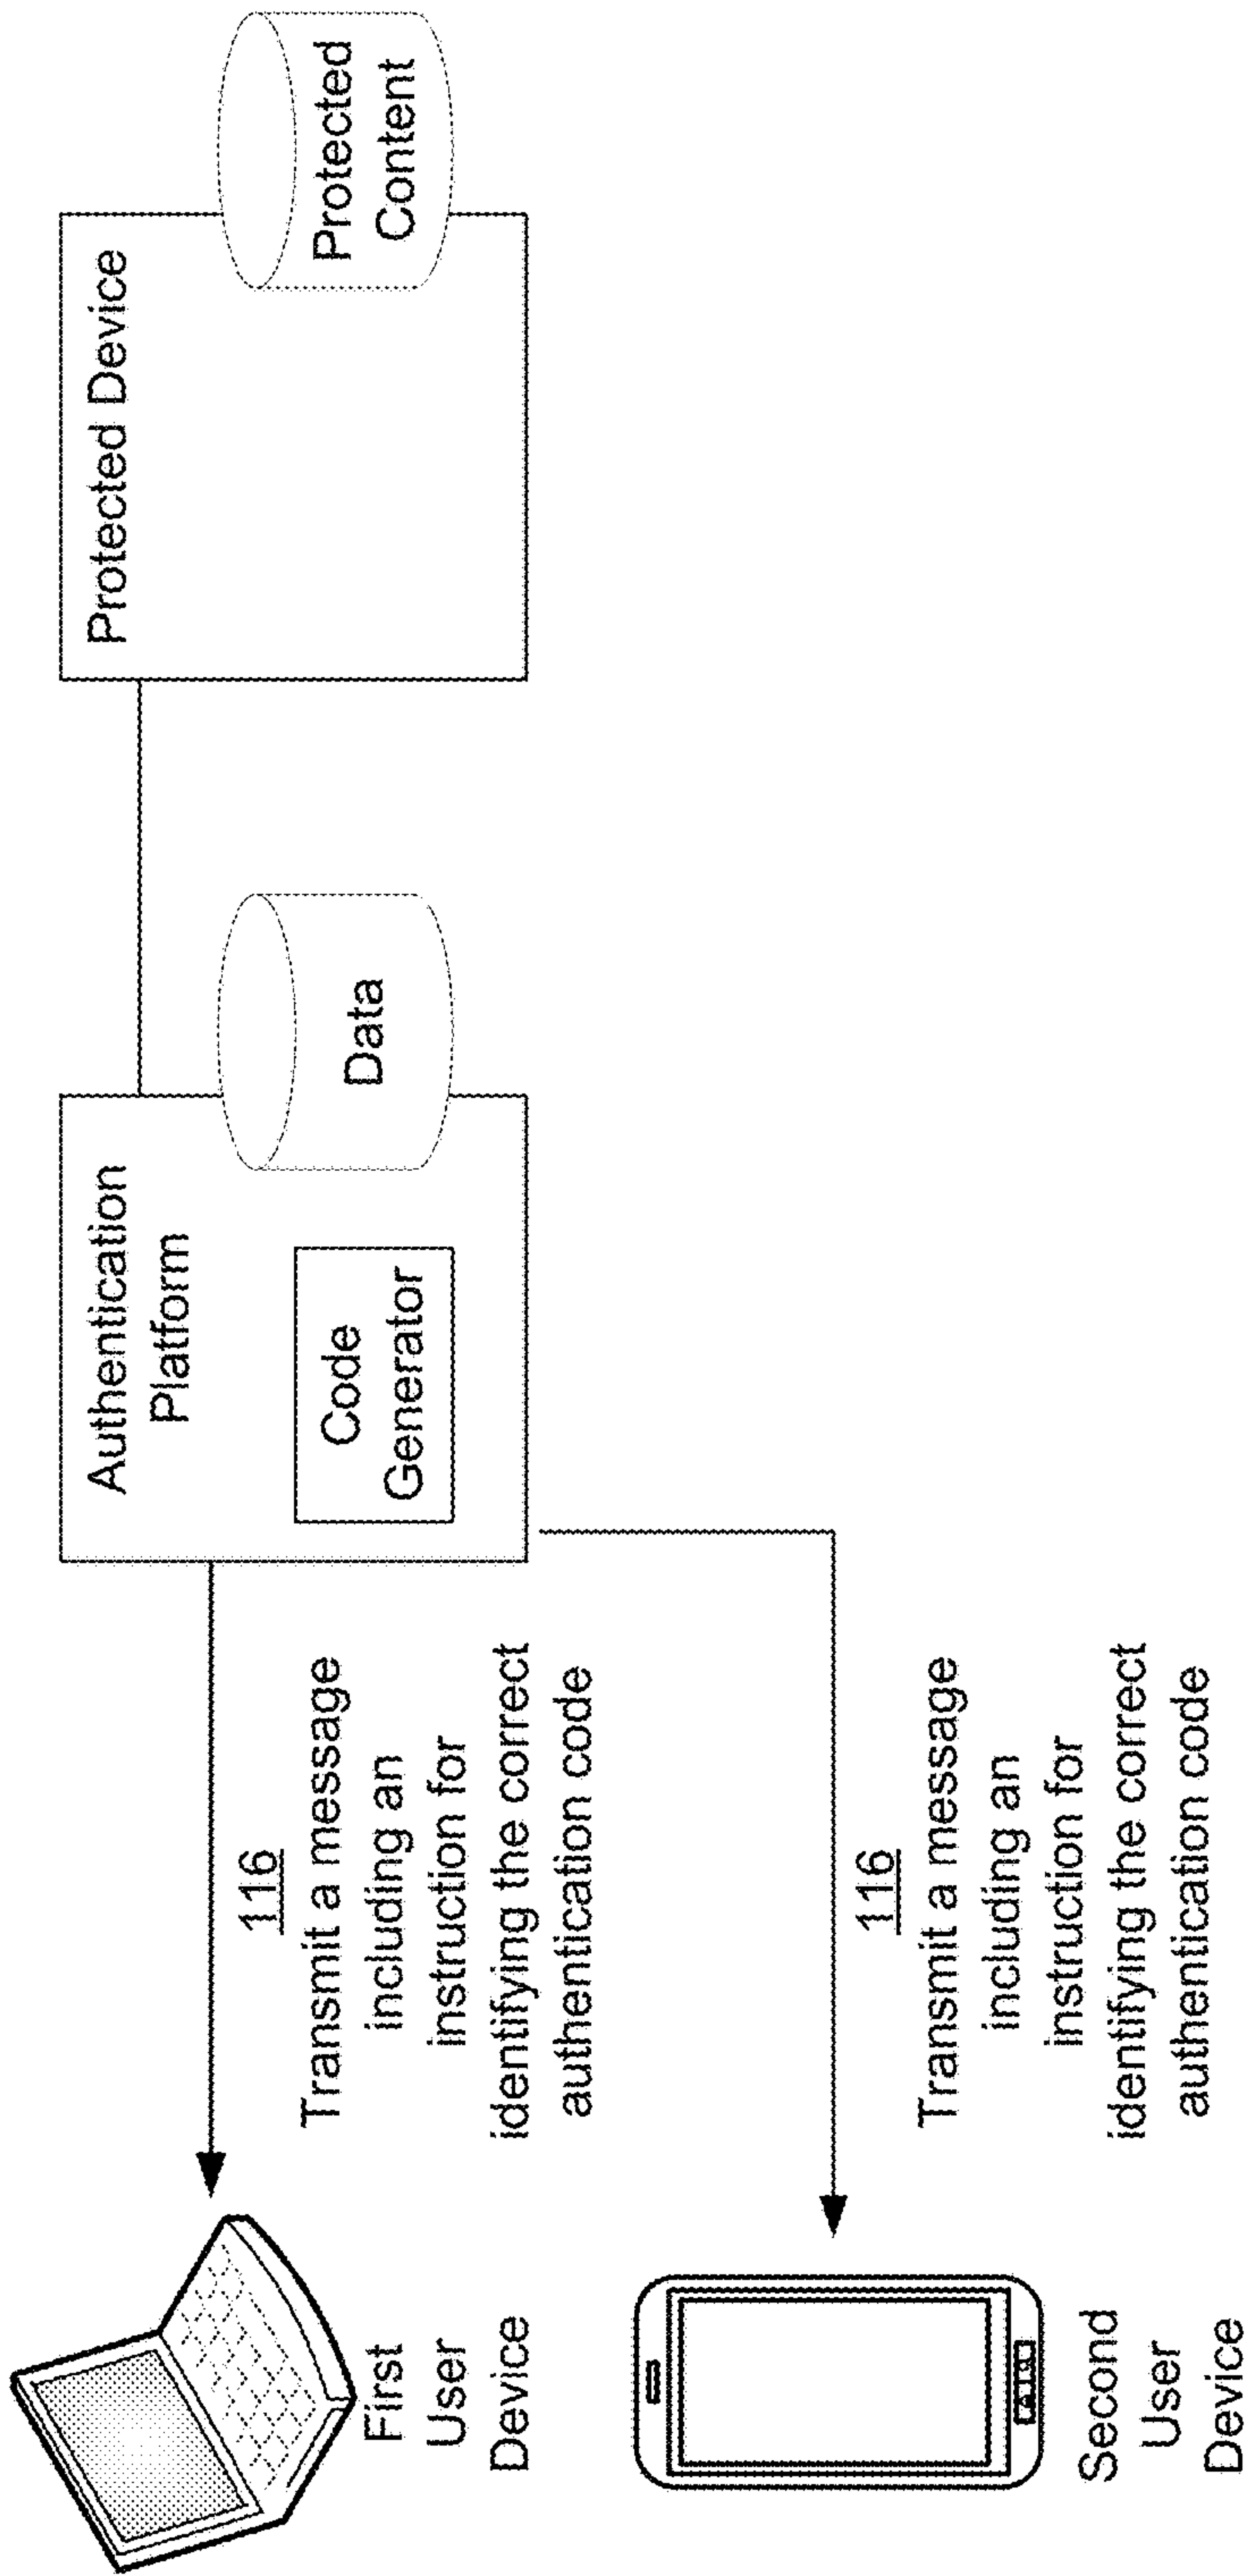 First
User
Device
116
Transmit a message
including an
instruction for
identifying the correct
authentication code
Authentication
Platform
Code
Generator
Data
Protected Device
Protected
Content
Second
User
Device
116
Transmit a message
including an
instruction for
identifying the correct
authentication code